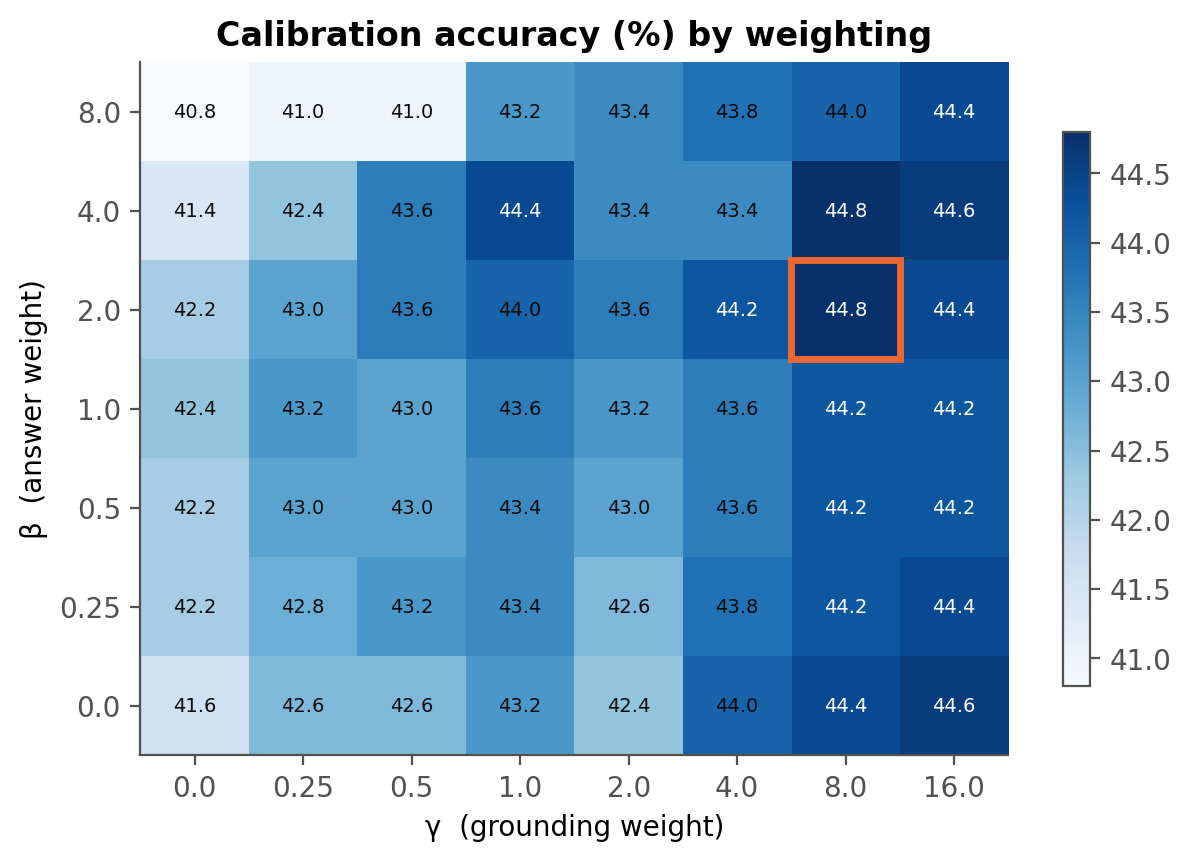 Calibration accuracy (%) by weighting
8.0 40.8 41.0 41.0 43.2 43.4 43.8 44.0 44.4
4.0 41.4 42.4 43.6 44.4 43.4 43.4 44.8 44.6
2.0 42.2 43.0 43.6 44.0 43.6 44.2 44.8 44.4
1.0 42.4 43.2 43.0 43.6 43.2 43.6 44.2 44.2
0.5 42.2 43.0 43.0 43.4 43.0 43.6 44.2 44.2
0.25 42.2 42.8 43.2 43.4 42.6 43.8 44.2 44.4
0.0 41.6 42.6 42.6 43.2 42.4 44.0 44.4 44.6
0.0 0.25 0.5 1.0 2.0 4.0 8.0 16.0
γ (grounding weight)
β (answer weight)
44.5
44.0
43.5
43.0
42.5
42.0
41.5
41.0